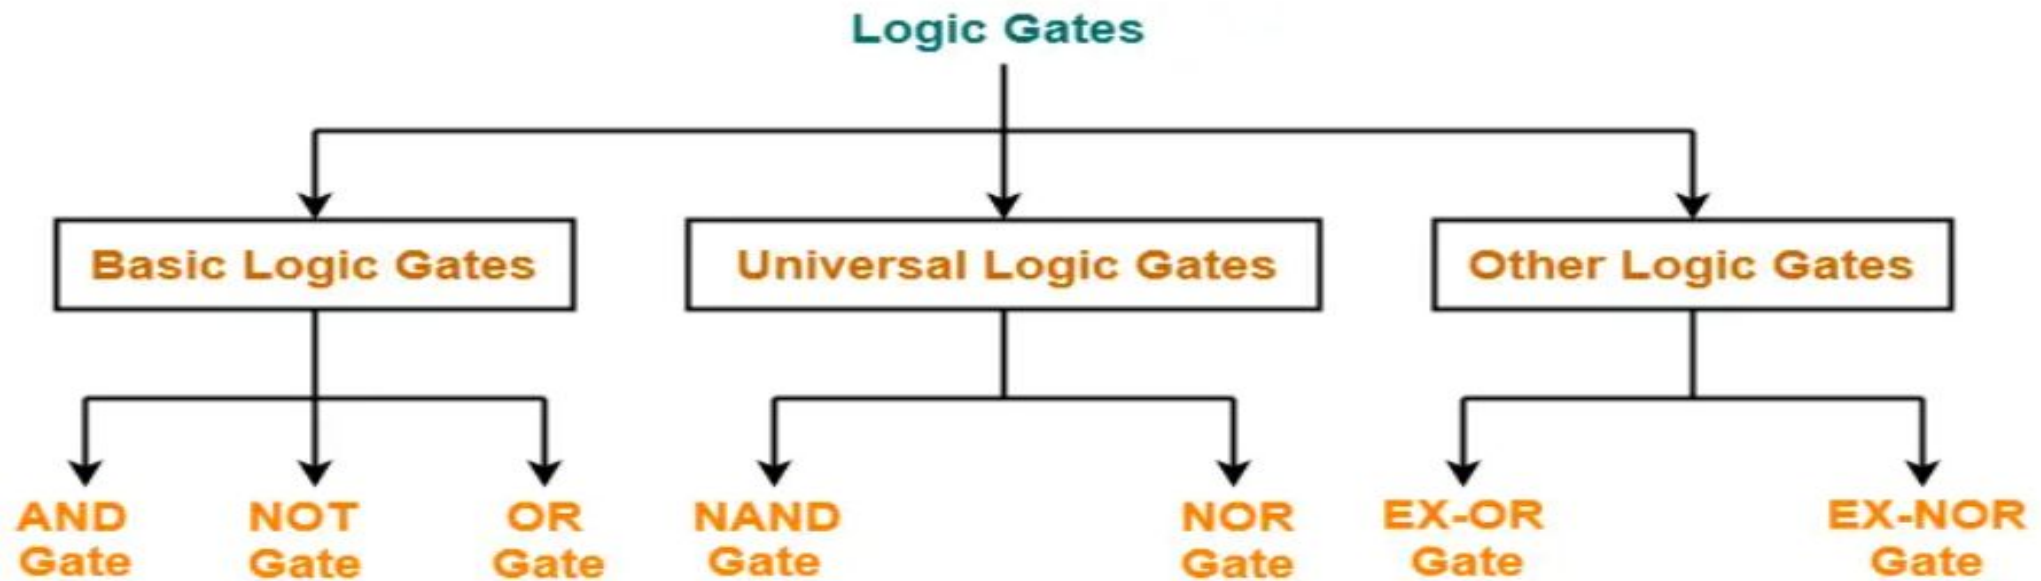 Logic Gates
Basic Logic Gates
Universal Logic Gates
Other Logic Gates
AND
Gate
NOT
Gate
OR
Gate
NAND
Gate
NOR
Gate
EX-OR
Gate
EX-NOR
Gate